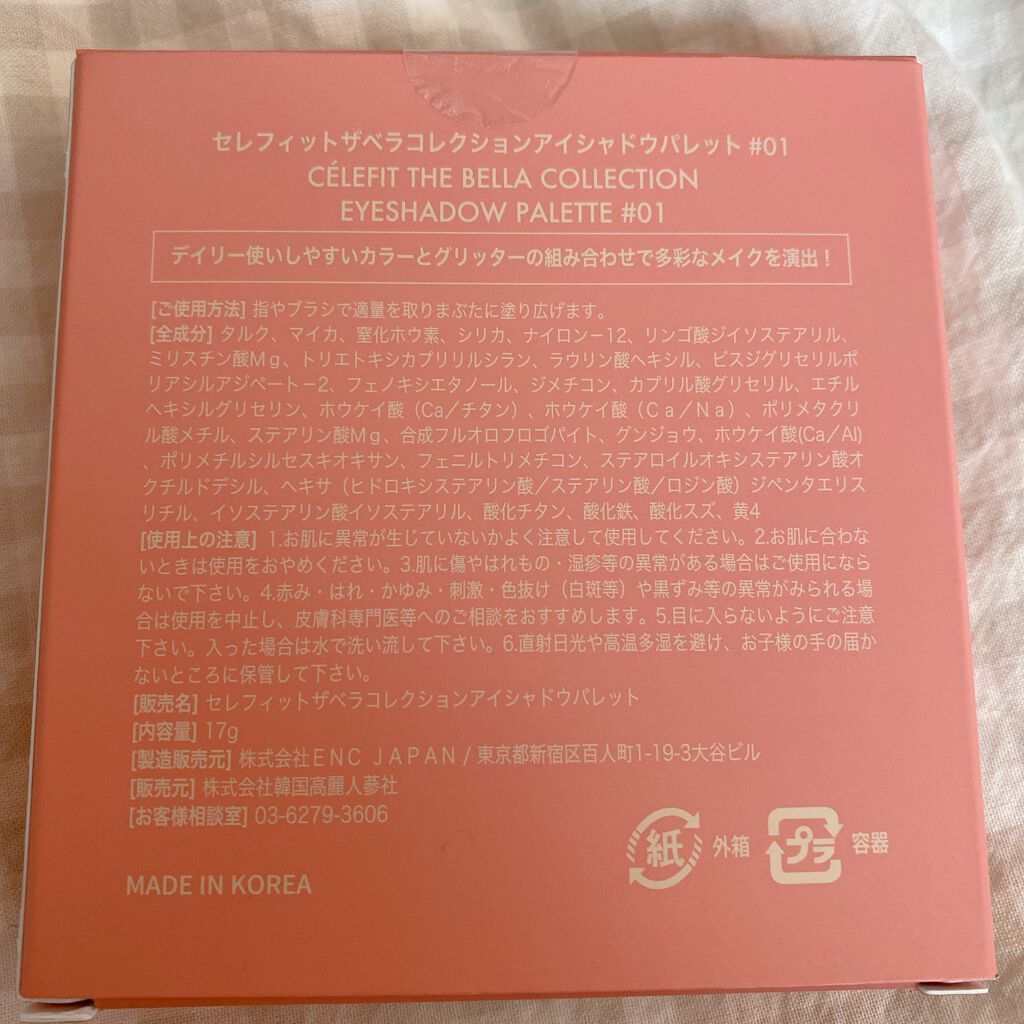 セレフィットザベラコレクションアイシャドウパレット #01
CÉLEFIT THE BELLA COLLECTION
EYESHADOW PALETTE #01
デイリー使いしやすいカラーとグリッターの組み合わせで多彩なメイクを演出！
[ご使用方法] 指やブラシで適量を取りまぶたに塗り広げます。
[全成分] タルク、マイカ、窒化ホウ素、シリカ、ナイロン－12、リンゴ酸ジイソステアリル、
ミリスチン酸Ｍｇ、トリエトキシカプリリルシラン、ラウリン酸ヘキシル、ビスジグリセリルポ
リアシルアジペート－2、フェノキシエタノール、ジメチコン、カプリル酸グリセリル、エチル
ヘキシルグリセリン、ホウケイ酸（Ca／チタン）、ホウケイ酸（Ｃａ／Ｎａ）、ポリメタクリ
ル酸メチル、ステアリン酸Ｍｇ、合成フルオロフロゴパイト、グンジョウ、ホウケイ酸(Ca／Al)
、ポリメチルシルセスキオキサン、フェニルトリメチコン、ステアロイルオキシステアリン酸オ
クチルドデシル、ヘキサ（ヒドロキシステアリン酸／ステアリン酸／ロジン酸）ジペンタエリス
リチル、イソステアリン酸イソステアリル、酸化チタン、酸化鉄、酸化スズ、黄4
[使用上の注意] 1.お肌に異常が生じていないかよく注意して使用してください。2.お肌に合わな
いときは使用をおやめください。3.肌に傷やはれもの・湿疹等の異常がある場合はご使用になら
ないで下さい。4.赤み・はれ・かゆみ・刺激・色抜け（白斑等）や黒ずみ等の異常がみられる場
合は使用を中止し、皮膚科専門医等へのご相談をおすすめします。5.目に入らないようにご注意
下さい。入った場合は水で洗い流して下さい。6.直射日光や高温多湿を避け、お子様の手の届か
ないところに保管して下さい。
[販売名] セレフィットザベラコレクションアイシャドウパレット
[内容量] 17g
[製造販売元] 株式会社ＥＮＣ ＪＡＰＡＮ / 東京都新宿区百人町1-19-3大谷ビル
[販売元] 株式会社韓国高麗人蔘社
[お客様相談室] 03-6279-3606
紙 外箱 プラ 容器
MADE IN KOREA